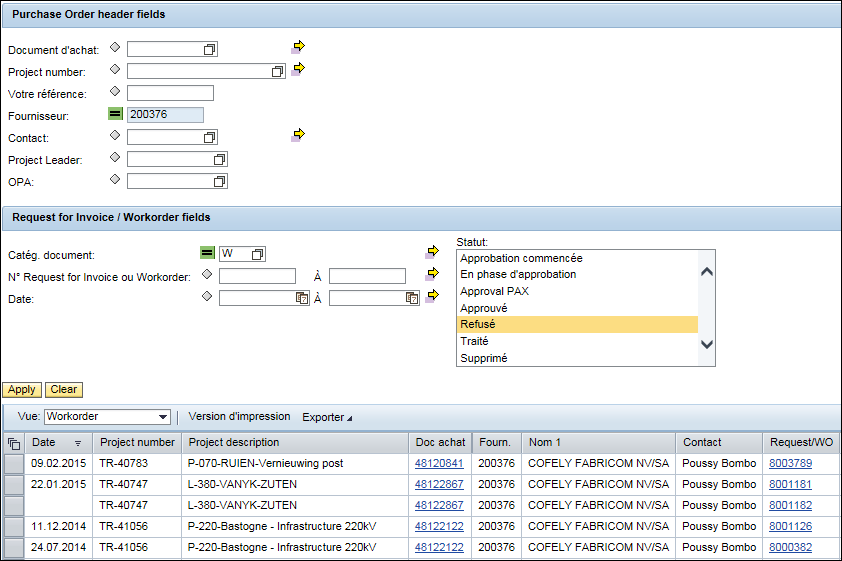 Purchase Order header fields
Document d'achat:
Project number:
Votre référence:
Fournisseur: 200376
Contact:
Project Leader:
OPA:
Request for Invoice / Workorder fields
Catég. document: W
N° Request for Invoice ou Workorder: À
Date: À
Statut:
Approbation commencée
En phase d'approbation
Approval PAX
Approuvé
Refusé
Traité
Supprimé
Apply Clear
Vue: Workorder Version d'impression Exporter
Date Project number Project description Doc achat Fourn. Nom 1 Contact Request/WO
09.02.2015 TR-40783 P-070-RUIEN-Vernieuwing post 48120841 200376 COFELY FABRICOM NV/SA Poussy Bombo 8003789
22.01.2015 TR-40747 L-380-VANYK-ZUTEN 48122867 200376 COFELY FABRICOM NV/SA Poussy Bombo 8001181
TR-40747 L-380-VANYK-ZUTEN 48122867 200376 COFELY FABRICOM NV/SA Poussy Bombo 8001182
11.12.2014 TR-41056 P-220-Bastogne - Infrastructure 220kV 48122122 200376 COFELY FABRICOM NV/SA Poussy Bombo 8001126
24.07.2014 TR-41056 P-220-Bastogne - Infrastructure 220kV 48122122 200376 COFELY FABRICOM NV/SA Poussy Bombo 8000382